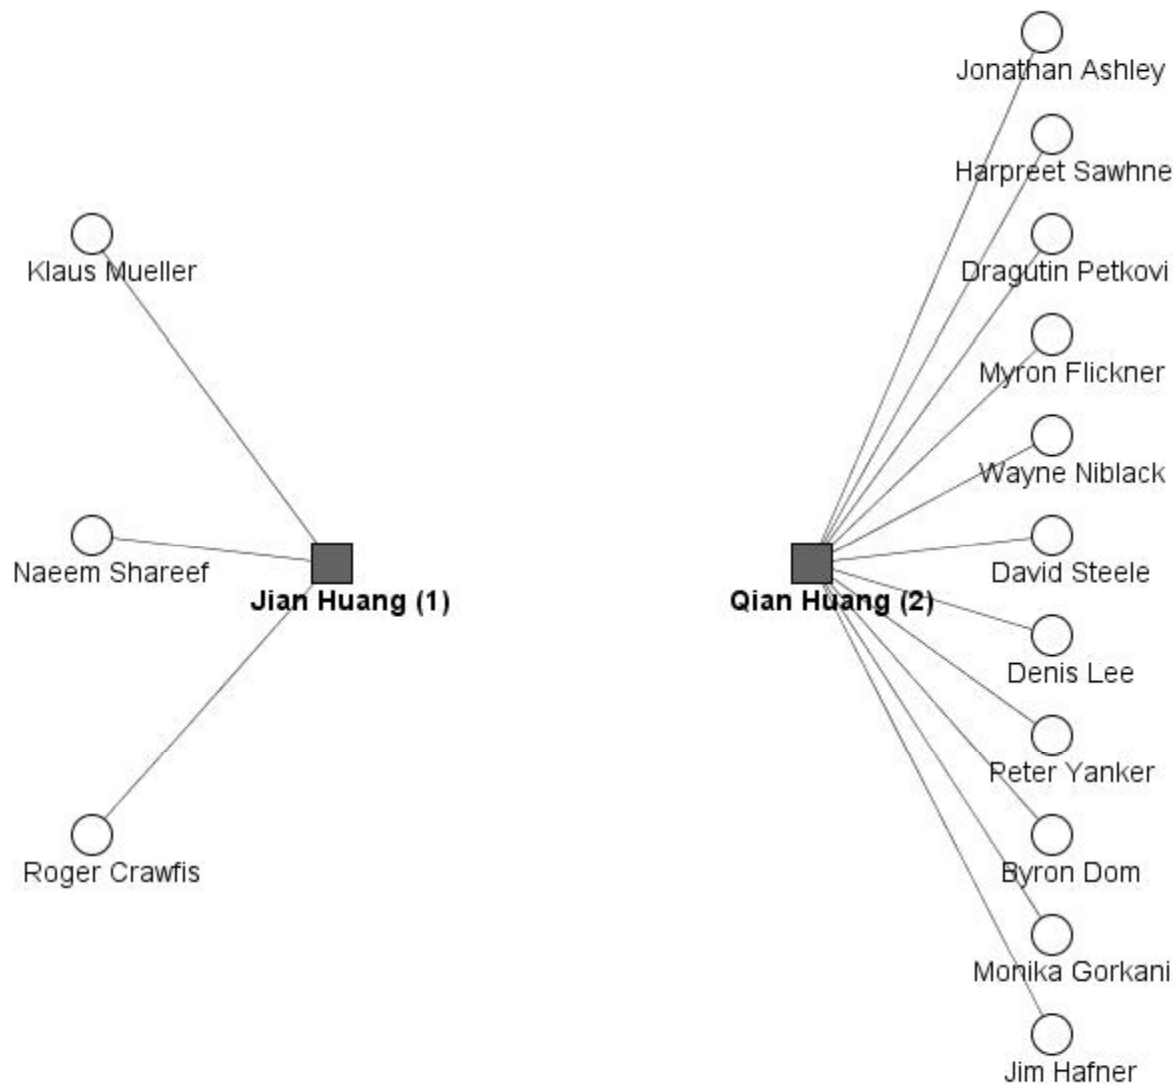 Jonathan Ashley
Harpreet Sawhne
Klaus Mueller
Dragutin Petkovi
Myron Flickner
Wayne Niblack
Naeem Shareef
David Steele
Jian Huang (1)
Qian Huang (2)
Denis Lee
Peter Yanker
Roger Crawfis
Byron Dom
Monika Gorkani
Jim Hafner